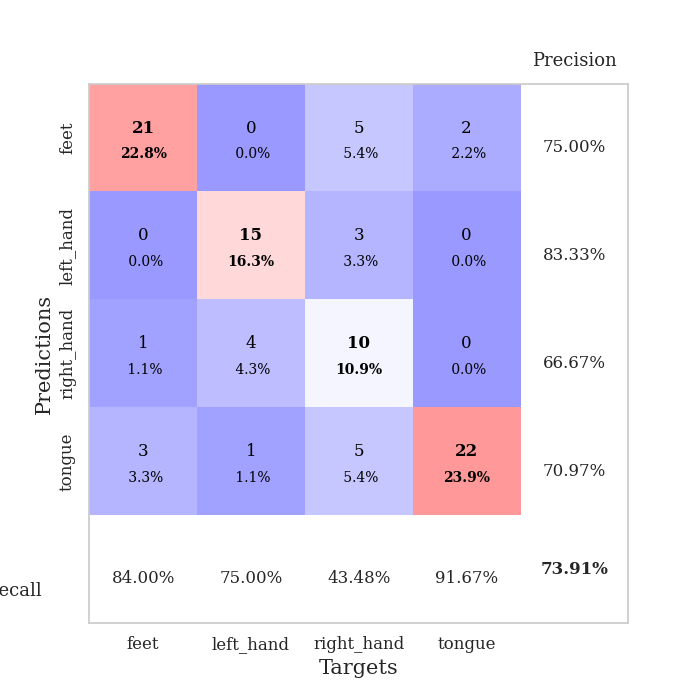 Precision
feet
21 0 5 2
22.8% 0.0% 5.4% 2.2%
75.00%
left_hand
0 15 3 0
0.0% 16.3% 3.3% 0.0%
83.33%
Predictions
right_hand
1 4 10 0
1.1% 4.3% 10.9% 0.0%
66.67%
tongue
3 1 5 22
3.3% 1.1% 5.4% 23.9%
70.97%
ecall
84.00% 75.00% 43.48% 91.67% 73.91%
feet left_hand right_hand tongue
Targets